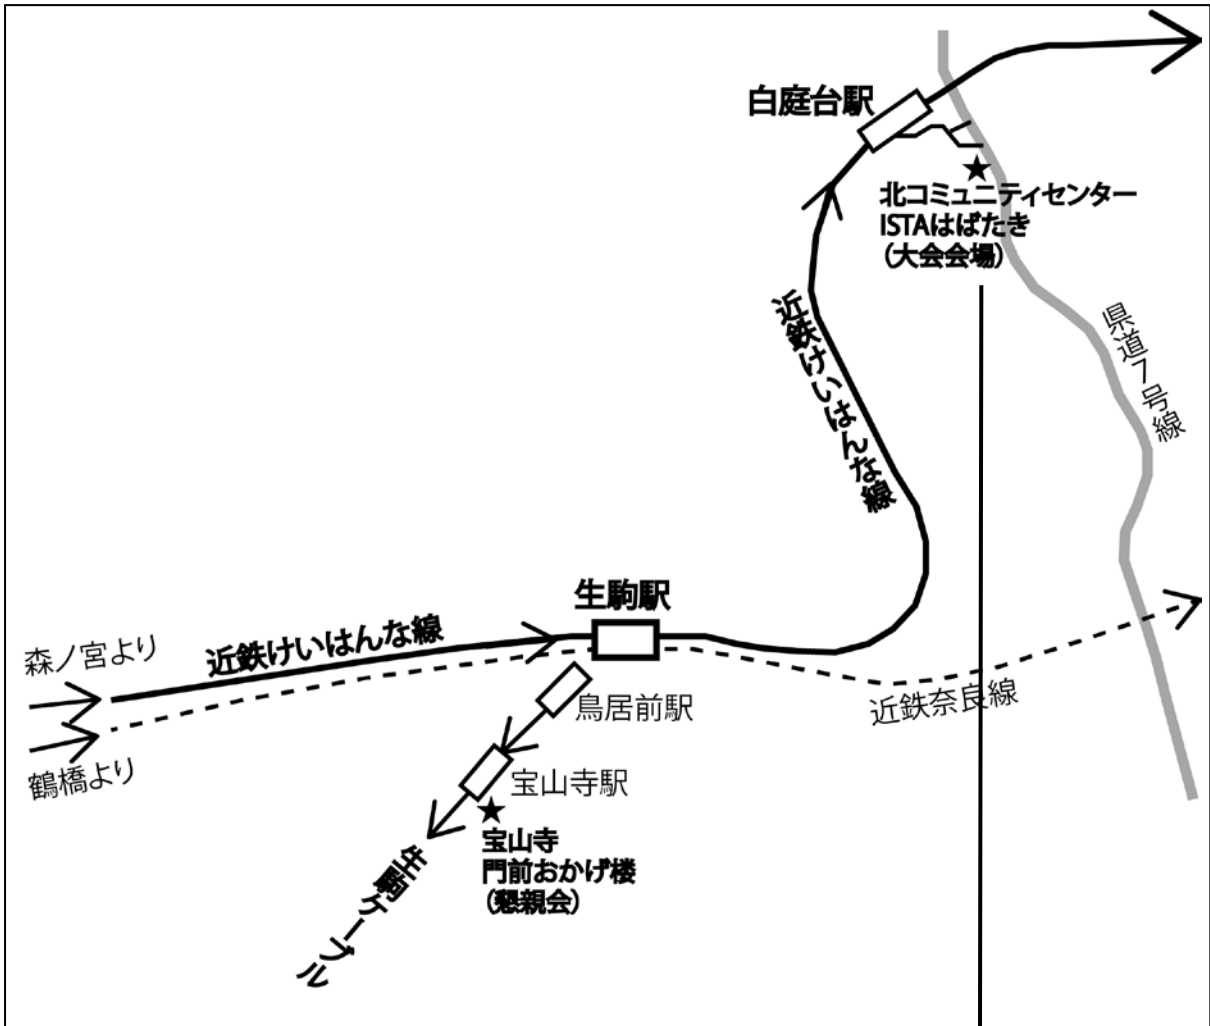 白庭台駅
北コミュニティセンター
ISTAはばたき
（大会会場）
県道7号線
近鉄けいはんな線
生駒駅
近鉄けいはんな線
森ノ宮より
鶴橋より
近鉄奈良線
鳥居前駅
宝山寺駅
宝山寺
門前おかげ楼
（懇親会）
生駒ケーブル